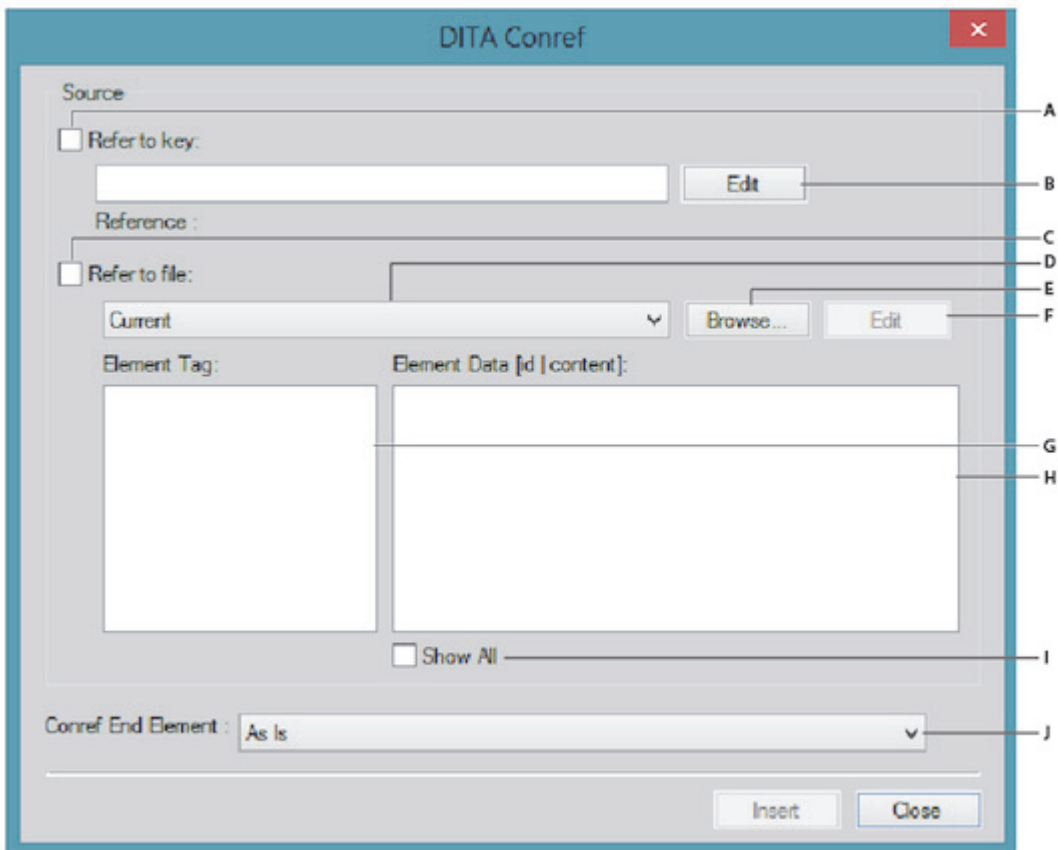 DITA Conref
Source
A
Refer to key:
Edit
B
Reference :
C
Refer to file:
D
E
Current
Browse...
Edit
F
Element Tag:
Element Data [id | content]:
G
H
Show All
I
Conref End Element :
As Is
J
Insert
Close